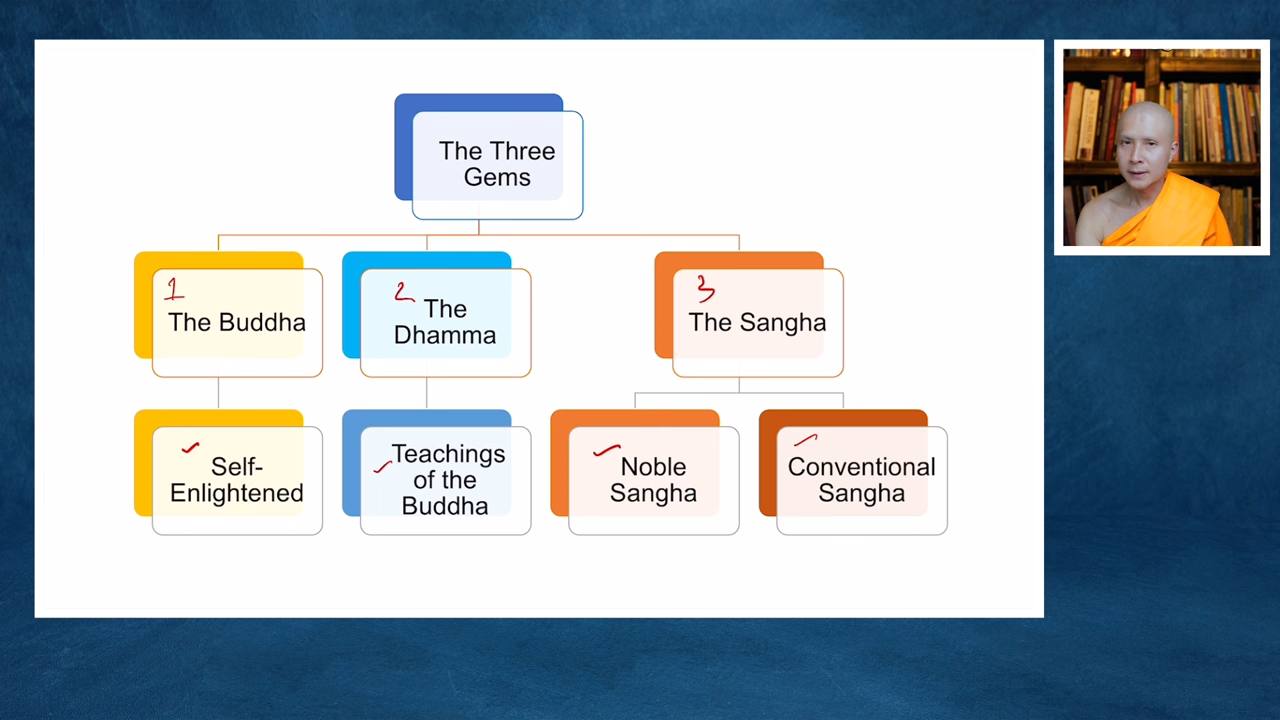 The Three
Gems
1
The Buddha
2
The
Dhamma
3
The Sangha
Self-
Enlightened
Teachings
of the
Buddha
Noble
Sangha
Conventional
Sangha